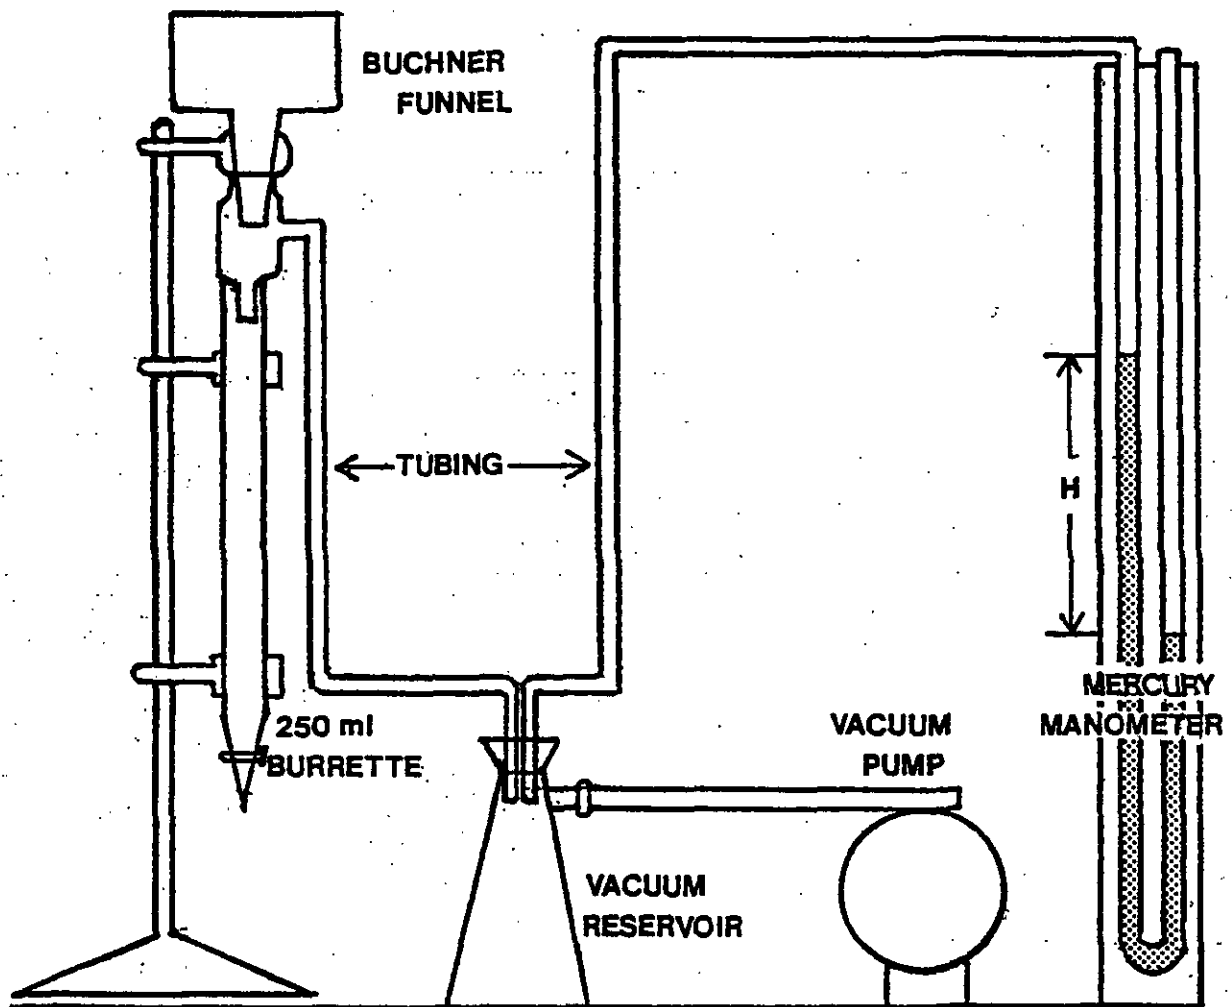 BUCHNER
FUNNEL
TUBING
H
MERCURY
MANOMETER
250 ml
BURRETTE
VACUUM
PUMP
VACUUM
RESERVOIR